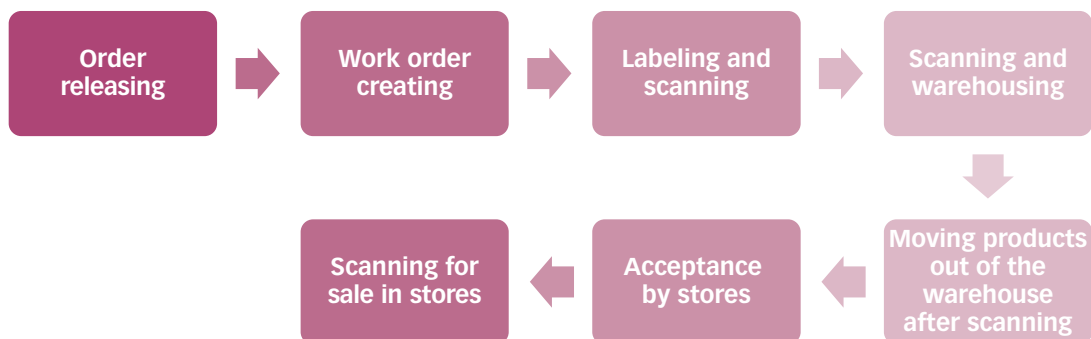 Order
releasing
Work order
creating
Labeling and
scanning
Scanning and
warehousing
Moving products
out of the
warehouse
after scanning
Acceptance
by stores
Scanning for
sale in stores